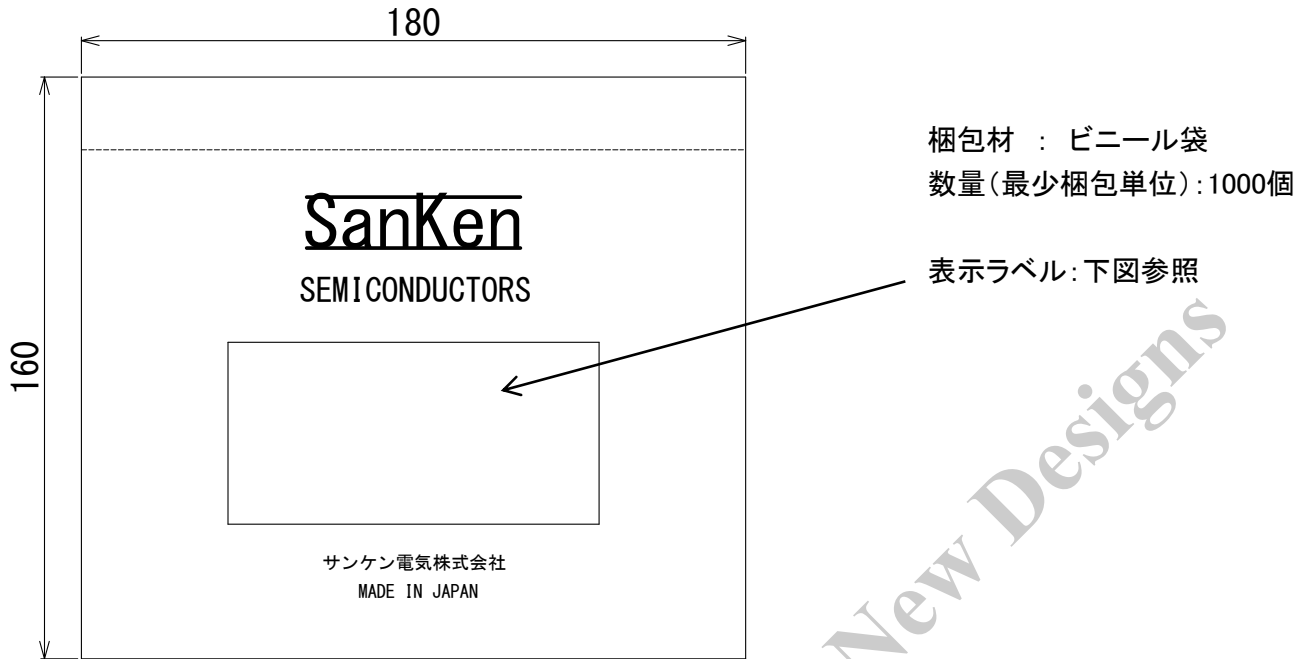 180
160
SanKen
SEMICONDUCTORS
サンケン電気株式会社
MADE IN JAPAN
梱包材 : ビニール袋
数量(最少梱包単位):1000個
表示ラベル:下図参照
New Designs